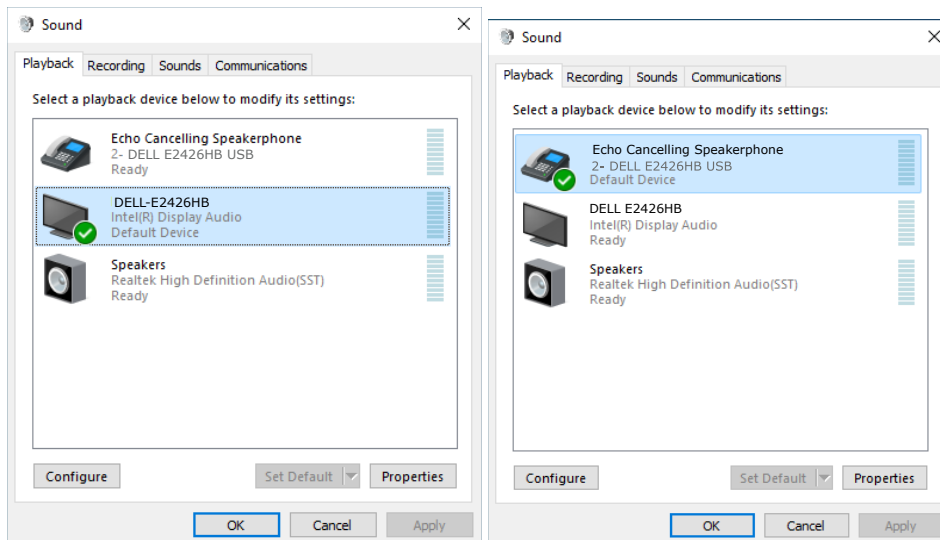 Sound
Playback Recording Sounds Communications
Select a playback device below to modify its settings:
Echo Cancelling Speakerphone
2- DELL E2426HB USB
Ready
DELL-E2426HB
Intel(R) Display Audio
Default Device
Speakers
Realtek High Definition Audio(SST)
Ready
Configure Set Default Properties
OK Cancel Apply
Sound
Playback Recording Sounds Communications
Select a playback device below to modify its settings:
Echo Cancelling Speakerphone
2- DELL E2426HB USB
Default Device
DELL E2426HB
Intel(R) Display Audio
Ready
Speakers
Realtek High Definition Audio(SST)
Ready
Configure Set Default Properties
OK Cancel Apply